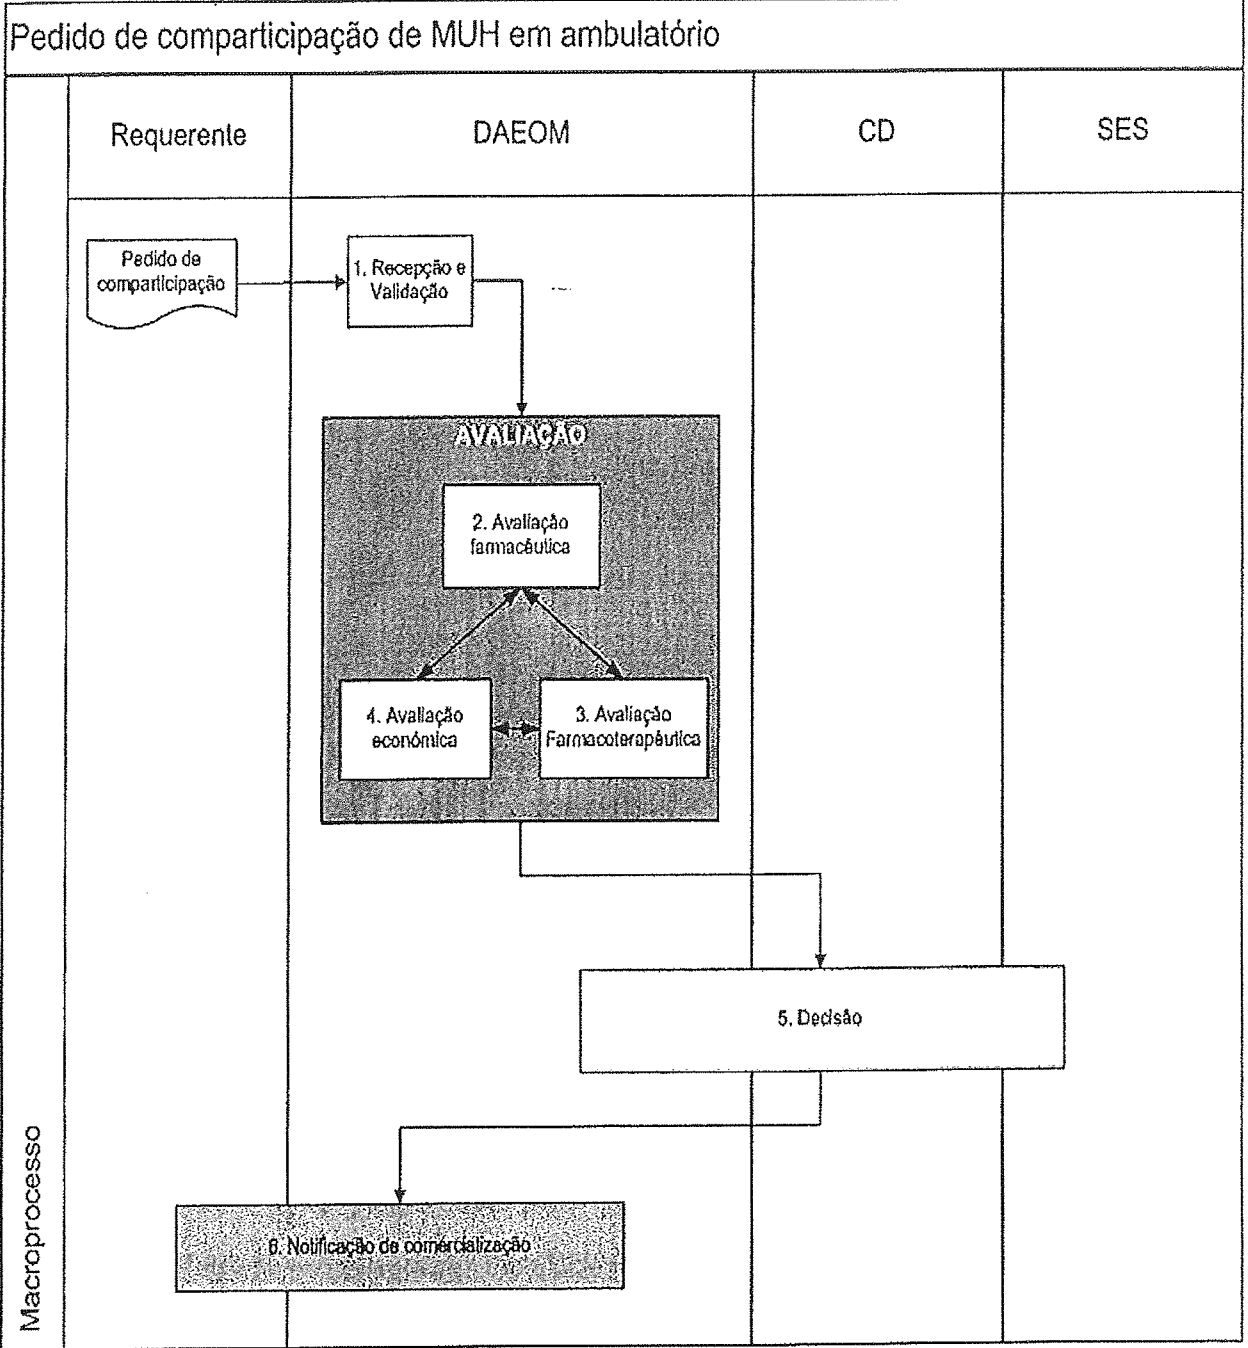 Pedido de comparticipação de MUH em ambulatório
Requerente
DAEOM
CD
SES
Pedido de
comparticipação
1. Recepção e
Validação
AVALIAÇÃO
2. Avaliação
farmacêutica
4. Avaliação
económica
3. Avaliação
Farmacoterapêutica
5. Decisão
6. Notificação de comercialização
Macroprocesso